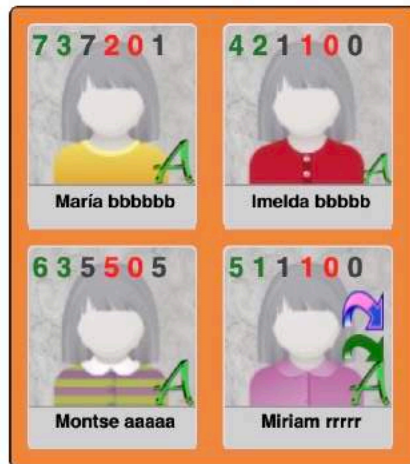 7 3 7 2 0 1
A
María bbbbbb
4 2 1 1 0 0
A
Imelda bbbbb
6 3 5 5 0 5
A
Montse aaaaa
5 1 1 1 0 0
A
Miriam rrrrr